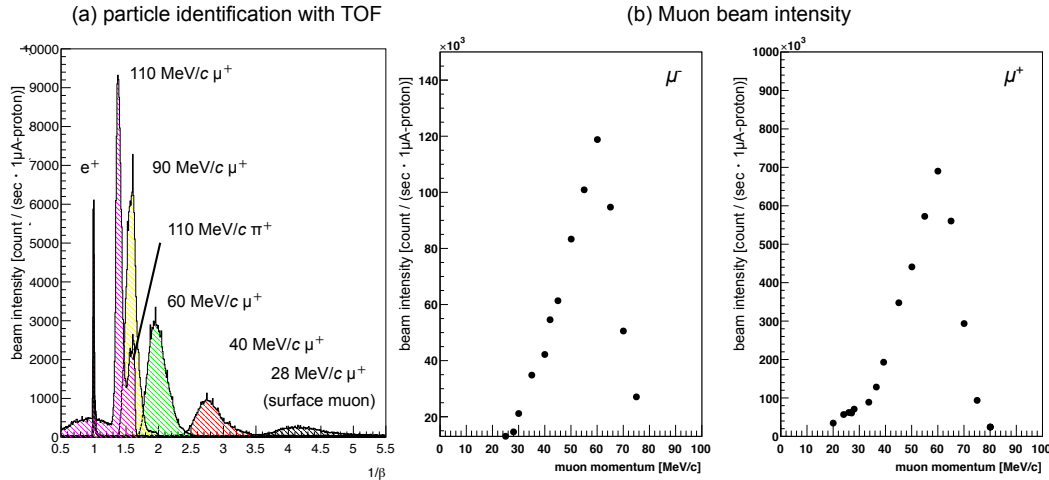 (a) particle identification with TOF
(b) Muon beam intensity
beam intensity [count / (sec · 1μA-proton)]
0000
9000
8000
7000
6000
5000
4000
3000
2000
1000
0
110 MeV/c μ⁺
e⁺
90 MeV/c μ⁺
110 MeV/c π⁺
60 MeV/c μ⁺
40 MeV/c μ⁺
28 MeV/c μ⁺
(surface muon)
0.5 1 1.5 2 2.5 3 3.5 4 4.5 5 5.5
1/β
×10³
beam intensity [count / (sec · 1μA-proton)]
140
120
100
80
60
40
20
μ⁻
0 10 20 30 40 50 60 70 80 90 100
muon momentum [MeV/c]
×10³
beam intensity [count / (sec · 1μA-proton)]
1000
900
800
700
600
500
400
300
200
100
0
μ⁺
0 10 20 30 40 50 60 70 80 90 100
muon momentum [MeV/c]